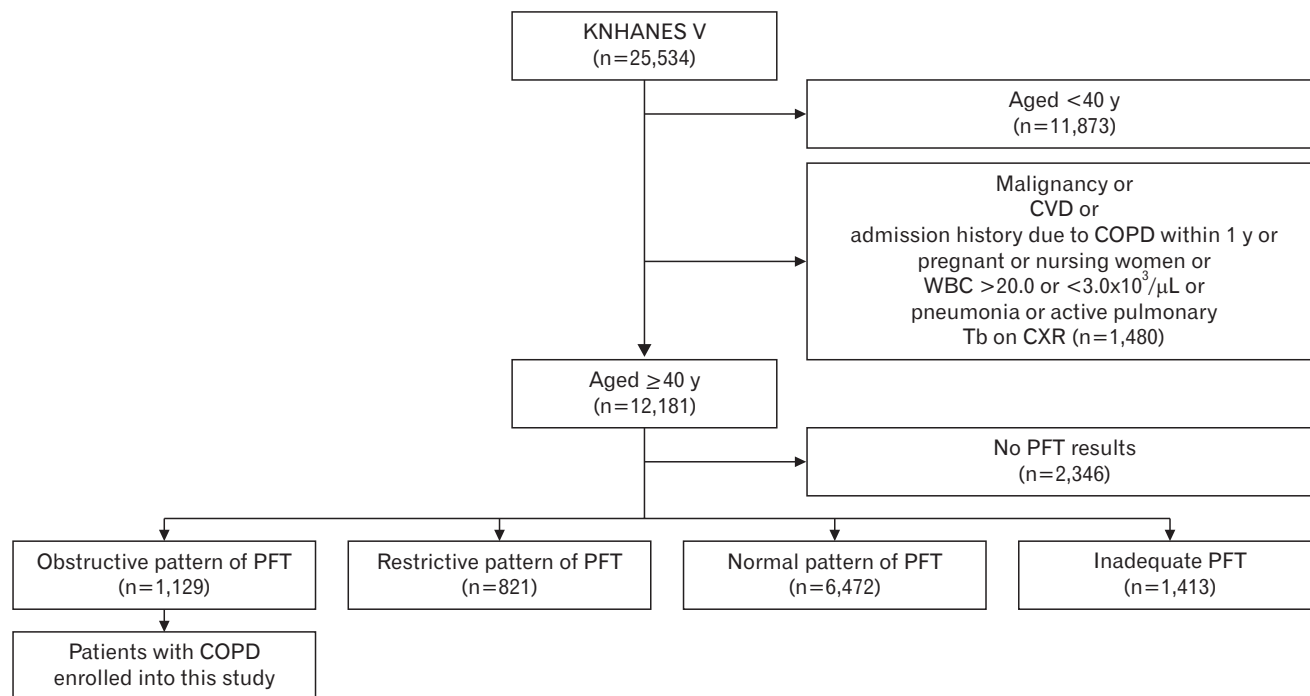 KNHANES V
(n=25,534)
Aged <40 y
(n=11,873)
Malignancy or
CVD or
admission history due to COPD within 1 y or
pregnant or nursing women or
WBC >20.0 or <3.0x10³/μL or
pneumonia or active pulmonary
Tb on CXR (n=1,480)
Aged ≥40 y
(n=12,181)
No PFT results
(n=2,346)
Obstructive pattern of PFT
(n=1,129)
Restrictive pattern of PFT
(n=821)
Normal pattern of PFT
(n=6,472)
Inadequate PFT
(n=1,413)
Patients with COPD
enrolled into this study